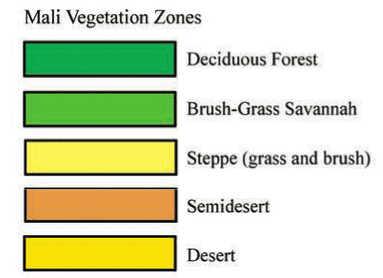 Mali Vegetation Zones
Deciduous Forest
Brush-Grass Savannah
Steppe (grass and brush)
Semidesert
Desert